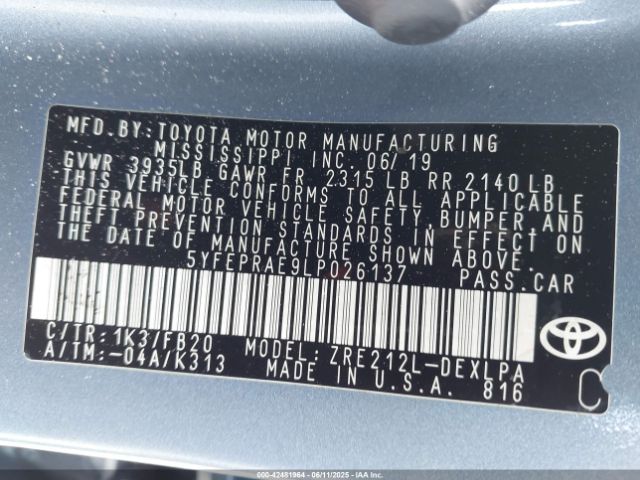 MFD. BY: TOYOTA MOTOR MANUFACTURING
MISSISSIPPI INC. 06/19
GVWR 3935LB GAWR FR 2315 LB RR 2140LB
THIS VEHICLE CONFORMS TO ALL APPLICABLE
FEDERAL MOTOR VEHICLE SAFETY, BUMPER, AND
THEFT PREVENTION STANDARDS IN EFFECT ON
THE DATE OF MANUFACTURE SHOWN ABOVE.
5YFEPRAE9LP026137 PASS. CAR
C/TR: 1K3/FB20 MODEL: ZRE212L-DEXLPA
A/TM: -04A/K313 MADE IN U.S.A. 816
TOYOTA
C
000-42481964 | 06/11/2025 - IAAI.COM